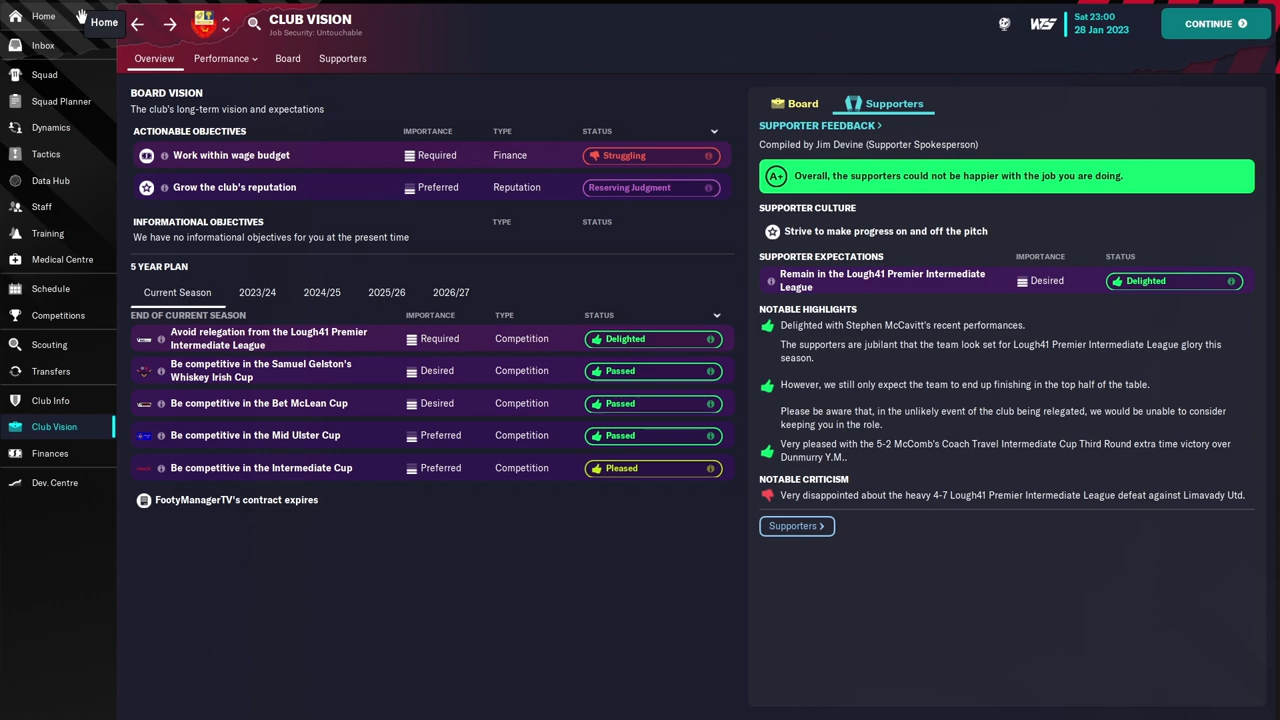 Home
Inbox
Squad
Squad Planner
Dynamics
Tactics
Data Hub
Staff
Training
Medical Centre
Schedule
Competitions
Scouting
Transfers
Club Info
Club Vision
Finances
Dev. Centre
Home
CLUB VISION
Job Security: Untouchable
Sat 23:00
28 Jan 2023
CONTINUE
Overview Performance Board Supporters
BOARD VISION
The club's long-term vision and expectations
ACTIONABLE OBJECTIVES IMPORTANCE TYPE STATUS
Work within wage budget Required Finance Struggling
Grow the club's reputation Preferred Reputation Reserving Judgment
INFORMATIONAL OBJECTIVES TYPE STATUS
We have no informational objectives for you at the present time
5 YEAR PLAN
Current Season 2023/24 2024/25 2025/26 2026/27
END OF CURRENT SEASON IMPORTANCE TYPE STATUS
Avoid relegation from the Lough41 Premier
Intermediate League Required Competition Delighted
Be competitive in the Samuel Gelston's
Whiskey Irish Cup Desired Competition Passed
Be competitive in the Bet McLean Cup Desired Competition Passed
Be competitive in the Mid Ulster Cup Preferred Competition Passed
Be competitive in the Intermediate Cup Preferred Competition Pleased
FootyManagerTV's contract expires
Board Supporters
SUPPORTER FEEDBACK >
Compiled by Jim Devine (Supporter Spokesperson)
A+ Overall, the supporters could not be happier with the job you are doing.
SUPPORTER CULTURE
Strive to make progress on and off the pitch
SUPPORTER EXPECTATIONS IMPORTANCE STATUS
Remain in the Lough41 Premier Intermediate
League Desired Delighted
NOTABLE HIGHLIGHTS
Delighted with Stephen McCavitt's recent performances.
The supporters are jubilant that the team look set for Lough41 Premier Intermediate League glory this
season.
However, we still only expect the team to end up finishing in the top half of the table.
Please be aware that, in the unlikely event of the club being relegated, we would be unable to consider
keeping you in the role.
Very pleased with the 5-2 McComb's Coach Travel Intermediate Cup Third Round extra time victory over
Dunmurry Y.M..
NOTABLE CRITICISM
Very disappointed about the heavy 4-7 Lough41 Premier Intermediate League defeat against Limavady Utd.
Supporters >